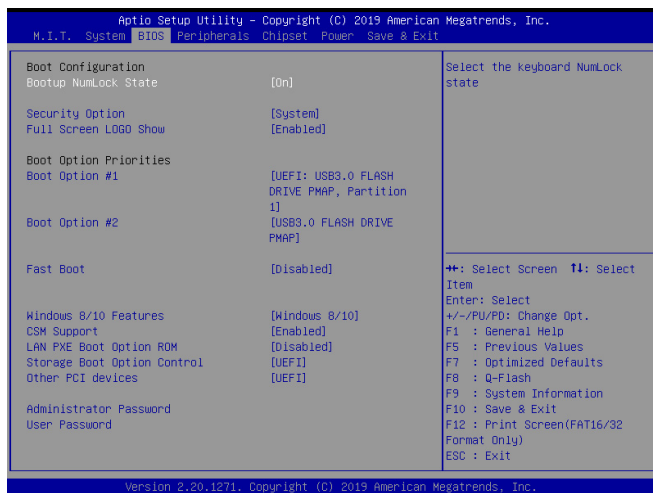 Aptio Setup Utility – Copyright (C) 2019 American Megatrends, Inc.
M.I.T. System BIOS Peripherals Chipset Power Save & Exit
Boot Configuration
Bootup NumLock State [On]
Security Option [System]
Full Screen LOGO Show [Enabled]
Boot Option Priorities
Boot Option #1 [UEFI: USB3.0 FLASH
DRIVE PMAP, Partition
1]
Boot Option #2 [USB3.0 FLASH DRIVE
PMAP]
Fast Boot [Disabled]
Windows 8/10 Features [Windows 8/10]
CSM Support [Enabled]
LAN PXE Boot Option ROM [Disabled]
Storage Boot Option Control [UEFI]
Other PCI devices [UEFI]
Administrator Password
User Password
Select the keyboard NumLock
state
→←: Select Screen ↑↓: Select
Item
Enter: Select
+/-/PU/PD: Change Opt.
F1 : General Help
F5 : Previous Values
F7 : Optimized Defaults
F8 : Q-Flash
F9 : System Information
F10 : Save & Exit
F12 : Print Screen(FAT16/32
Format Only)
ESC : Exit
Version 2.20.1271. Copyright (C) 2019 American Megatrends, Inc.